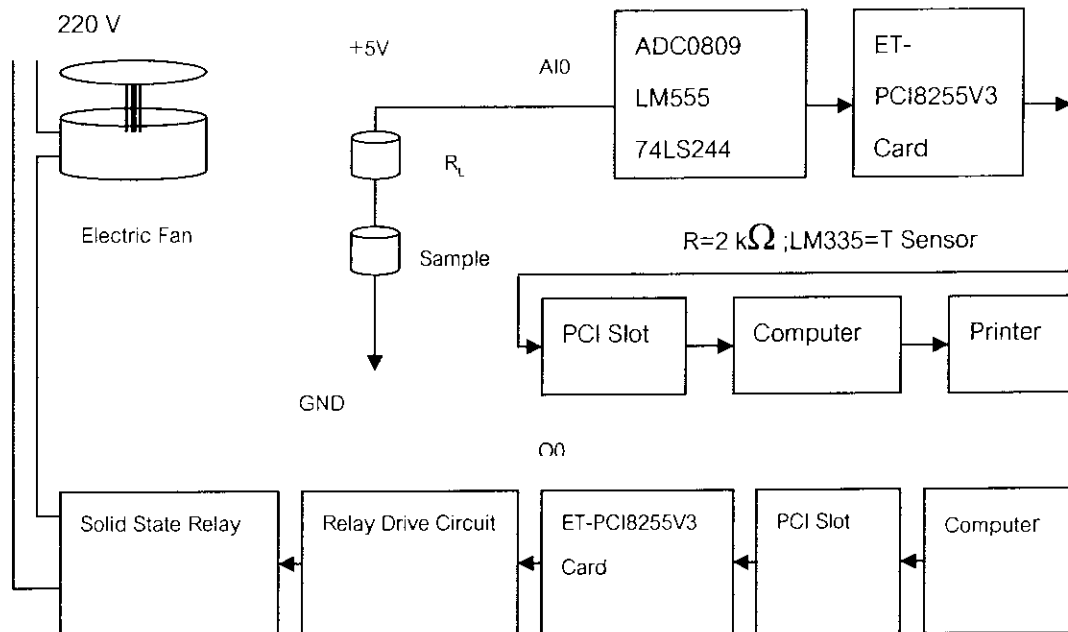 220 V
+5V
AI0
ADC0809
LM555
74LS244
ET-
PCI8255V3
Card
R_L
Electric Fan
Sample
R=2 kΩ ;LM335=T Sensor
PCI Slot
Computer
Printer
GND
O0
Solid State Relay
Relay Drive Circuit
ET-PCI8255V3
Card
PCI Slot
Computer